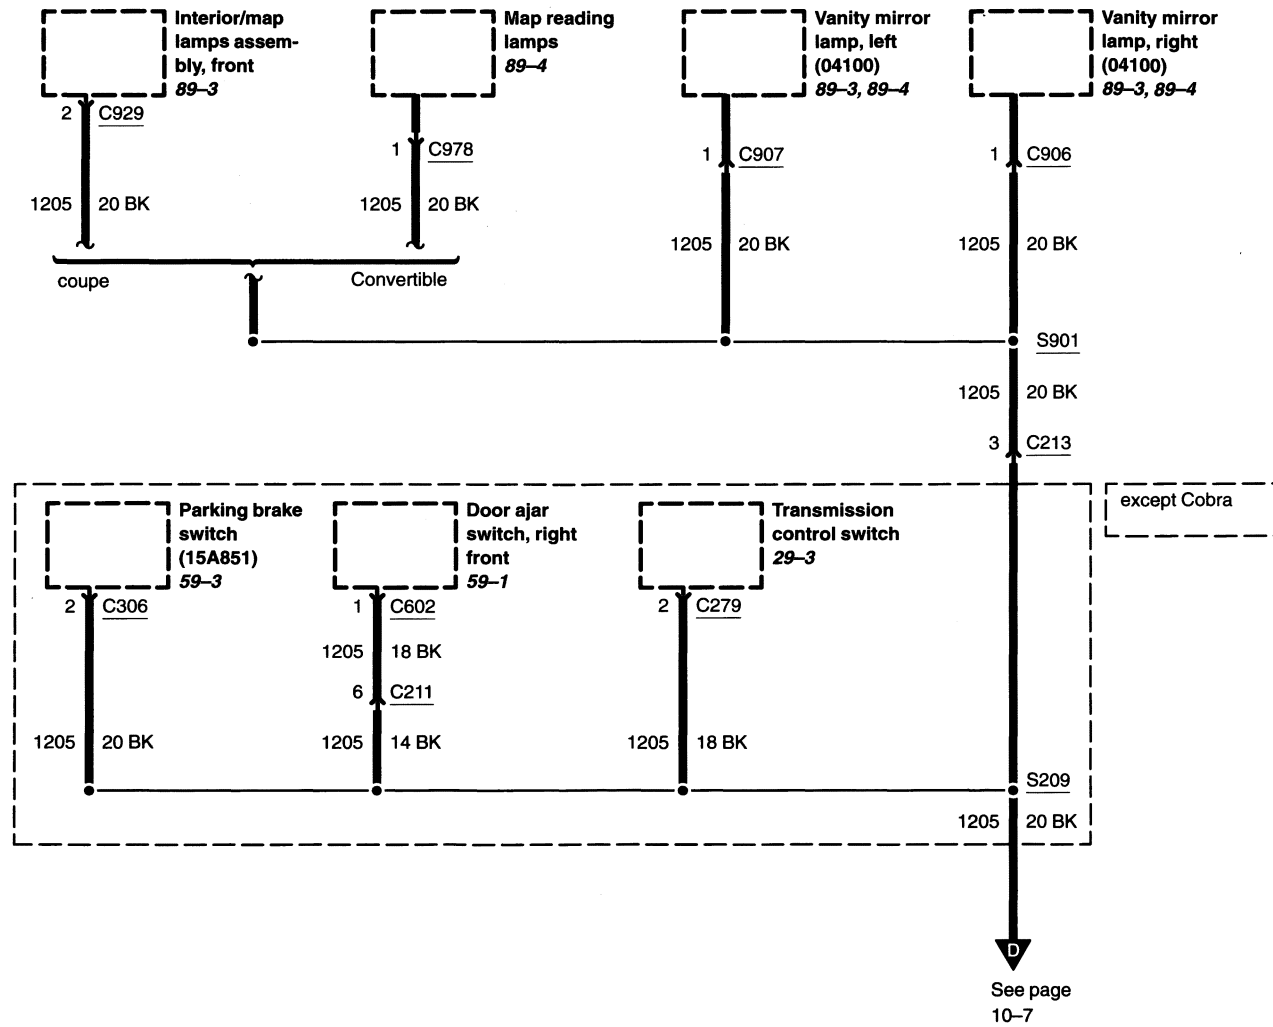 Interior/map
lamps assem-
bly, front
89–3
Map reading
lamps
89–4
Vanity mirror
lamp, left
(04100)
89–3, 89–4
Vanity mirror
lamp, right
(04100)
89–3, 89–4
2 C929
1 C978
1 C907
1 C906
1205 20 BK
1205 20 BK
1205 20 BK
1205 20 BK
coupe
Convertible
S901
1205 20 BK
3 C213
except Cobra
Parking brake
switch
(15A851)
59–3
Door ajar
switch, right
front
59–1
Transmission
control switch
29–3
2 C306
1 C602
2 C279
1205 18 BK
6 C211
1205 20 BK
1205 14 BK
1205 18 BK
S209
1205 20 BK
D
See page
10–7